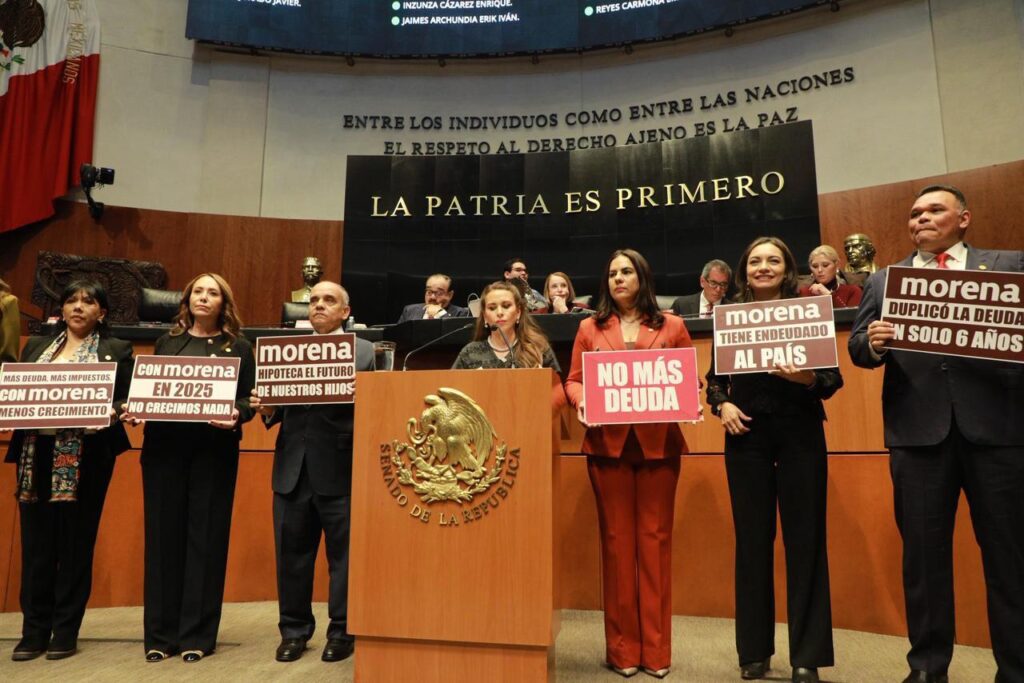 INZUNZA CÁZAREZ ENRIQUE.
JAIMES ARCHUNDIA ERIK IVÁN.
REYES CARMONA
ENTRE LOS INDIVIDUOS COMO ENTRE LAS NACIONES
EL RESPETO AL DERECHO AJENO ES LA PAZ
LA PATRIA ES PRIMERO
MÁS DEUDA. MÁS IMPUESTOS.
CON morena,
MENOS CRECIMIENTO
CON morena
EN 2025
NO CRECIMOS NADA
morena
HIPOTECA EL FUTURO
DE NUESTROS HIJOS
SENADO DE LA REPÚBLICA
NO MÁS
DEUDA
morena
TIENE ENDEUDADO
AL PAÍS
morena
DUPLICÓ LA DEUDA
EN SOLO 6 AÑOS